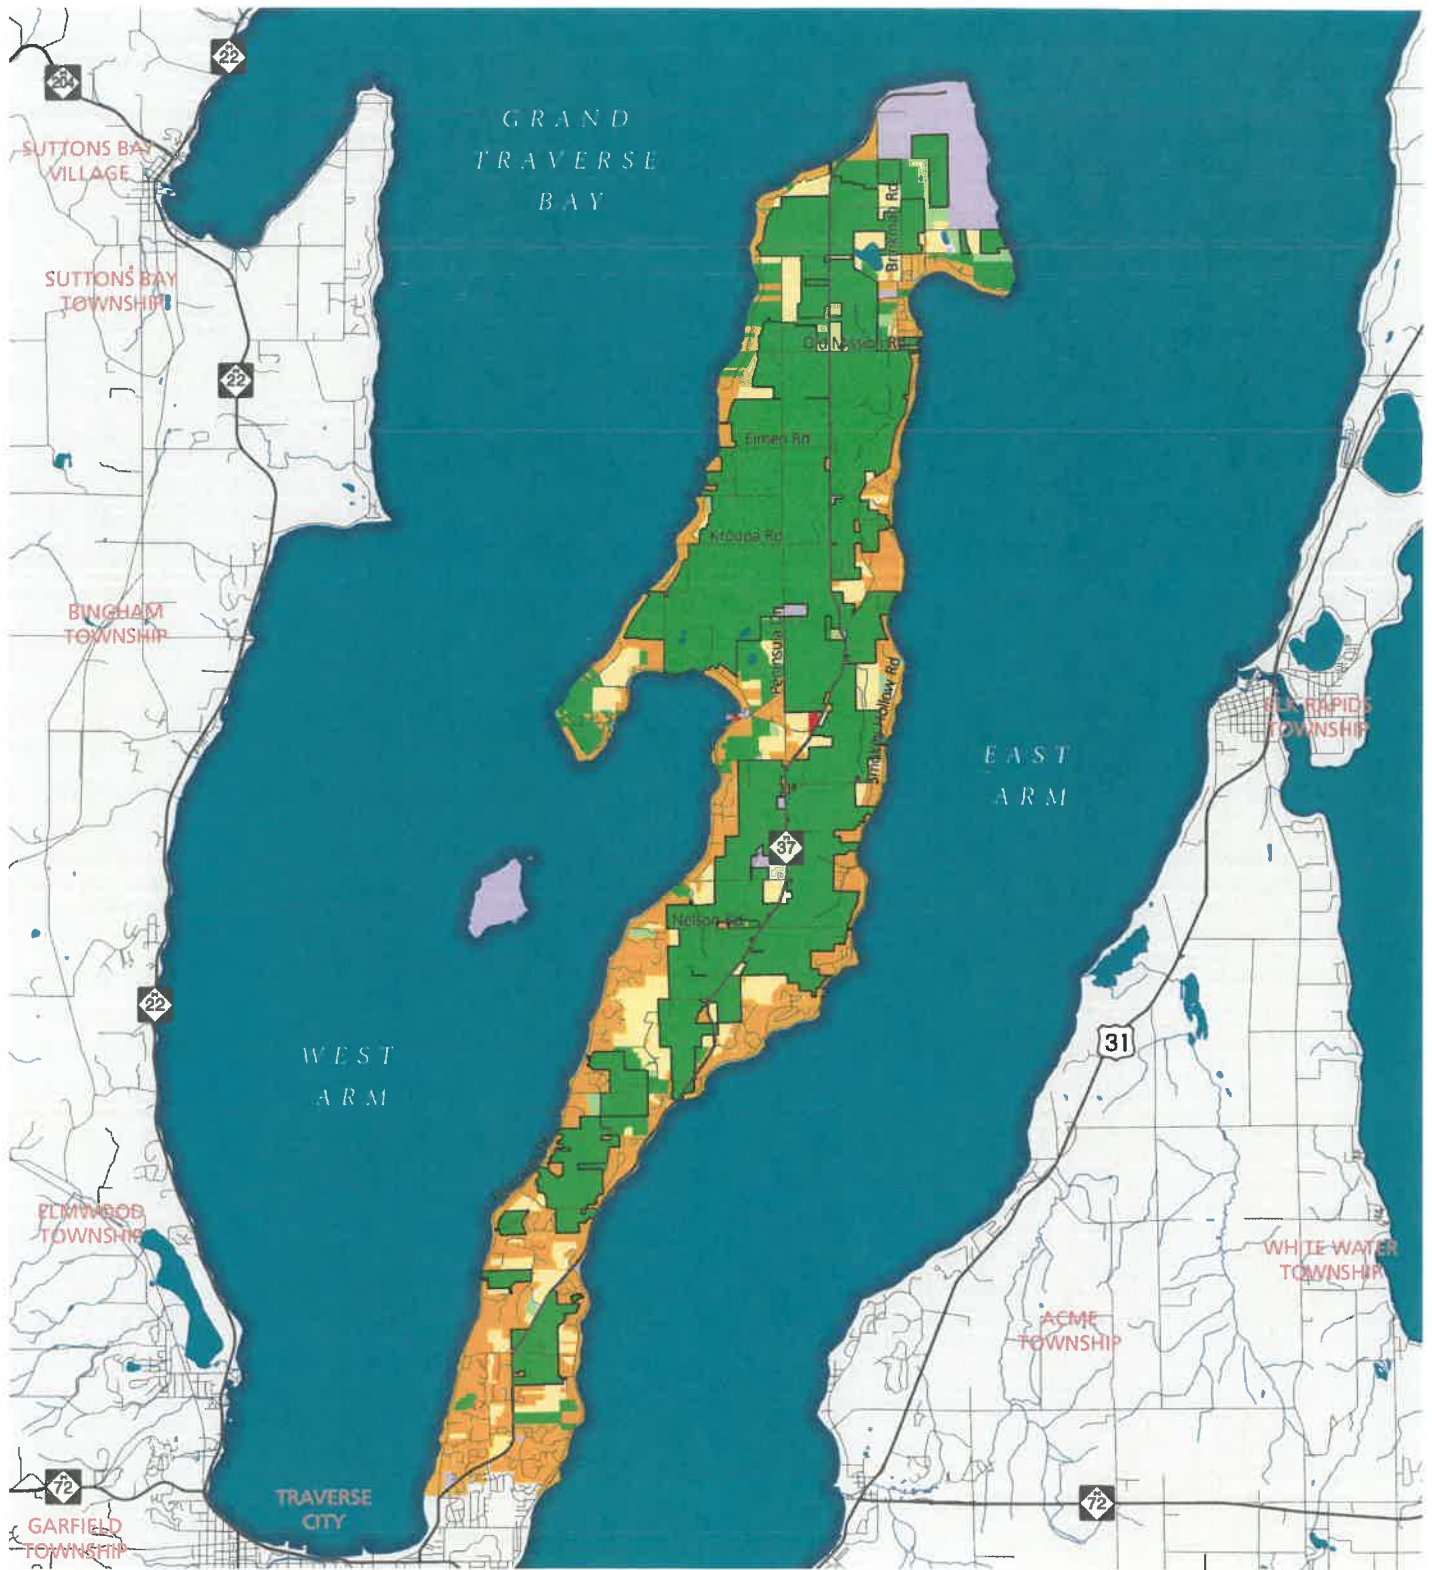 M
22
M
204
GRAND
TRAVERSE
BAY
SUTTONS BAY
VILLAGE
Brinkman Rd
SUTTONS BAY
TOWNSHIP
Old Mission Rd
M
22
Eimen Rd
Kroupa Rd
BINGHAM
TOWNSHIP
Peninsula Dr
Smokey Hollow Rd
ELK RAPIDS
TOWNSHIP
EAST
ARM
M
37
Nelson Rd
M
22
WEST
ARM
31
ELMWOOD
TOWNSHIP
WHITE WATER
TOWNSHIP
ACME
TOWNSHIP
M
72
TRAVERSE
CITY
M
72
GARFIELD
TOWNSHIP